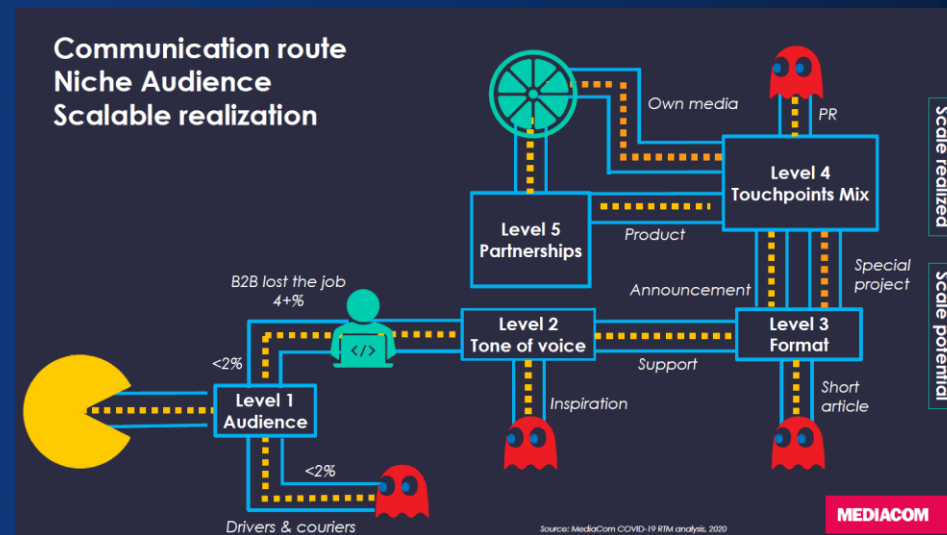 Communication route
Niche Audience
Scalable realization
Own media
PR
Scale realized
Level 4
Touchpoints Mix
Level 5
Partnerships
Product
B2B lost the job
4+%
Announcement
Special
project
Scale potential
<2%
</>
Level 2
Tone of voice
Support
Level 3
Format
Level 1
Audience
Inspiration
Short
article
<2%
Drivers & couriers
Source: MediaCom COVID-19 RTM analysis, 2020
MEDIACOM